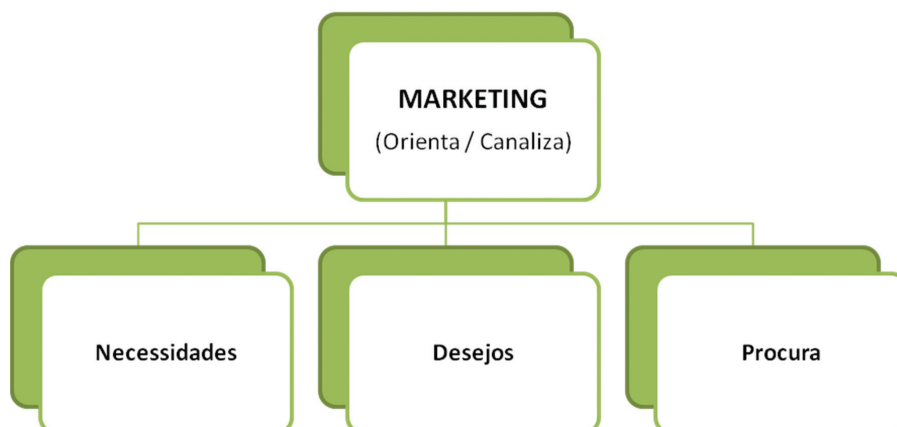 MARKETING
(Orienta / Canaliza)
Necessidades
Desejos
Procura